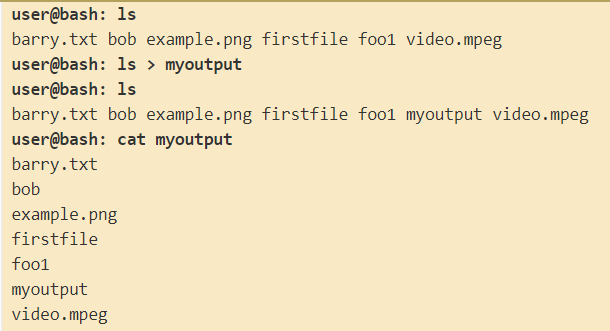 user@bash: ls
barry.txt bob example.png firstfile foo1 video.mpeg
user@bash: ls > myoutput
user@bash: ls
barry.txt bob example.png firstfile foo1 myoutput video.mpeg
user@bash: cat myoutput
barry.txt
bob
example.png
firstfile
foo1
myoutput
video.mpeg